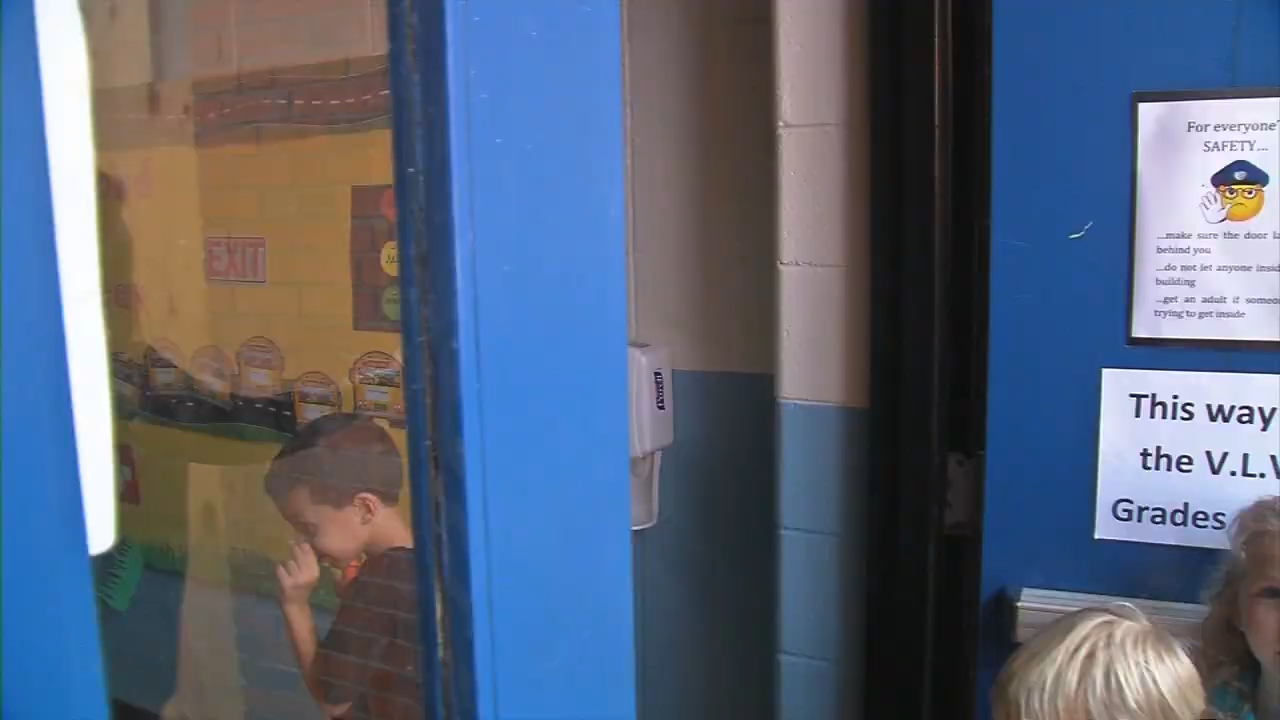 EXIT
For everyone'
SAFETY...
...make sure the door la
behind you
...do not let anyone insid
building
...get an adult if someo
trying to get inside
This way
the V.L.V
Grades